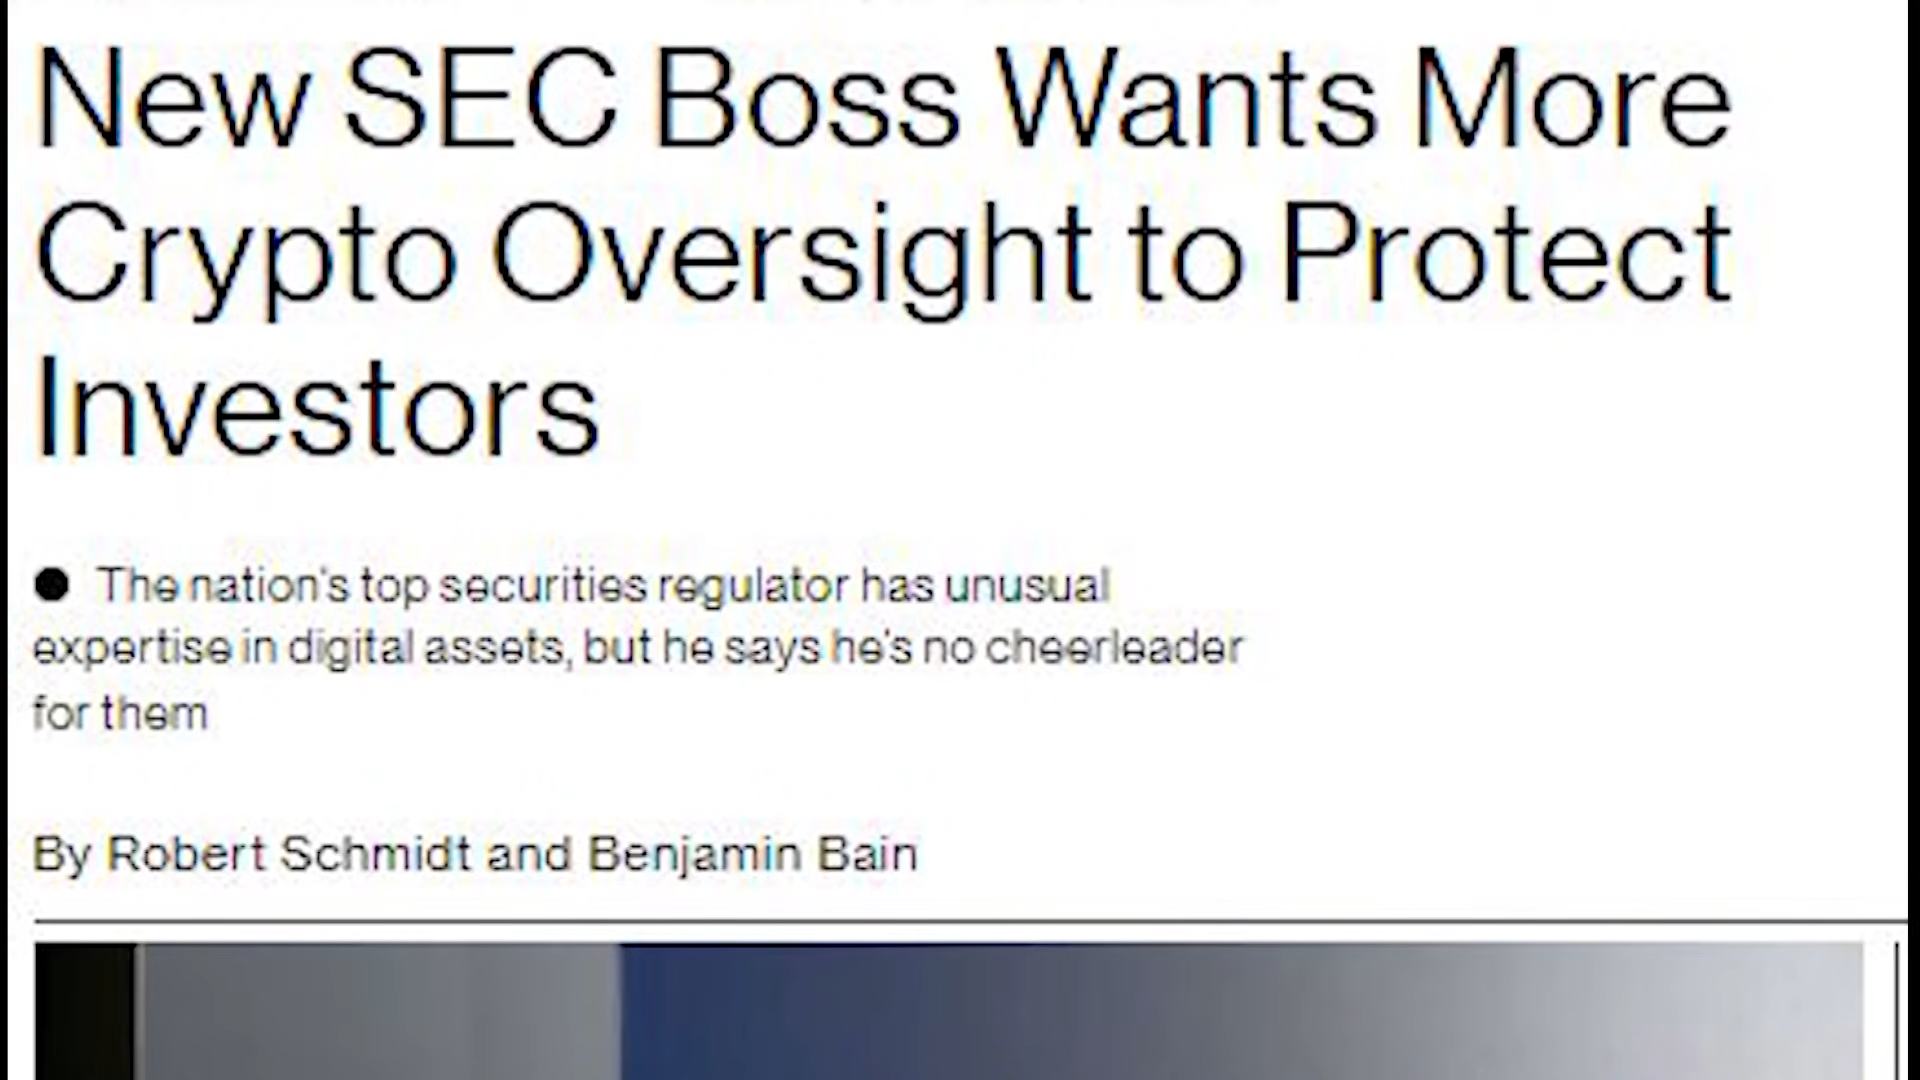 New SEC Boss Wants More
Crypto Oversight to Protect
Investors
● The nation's top securities regulator has unusual
expertise in digital assets, but he says he's no cheerleader
for them
By Robert Schmidt and Benjamin Bain